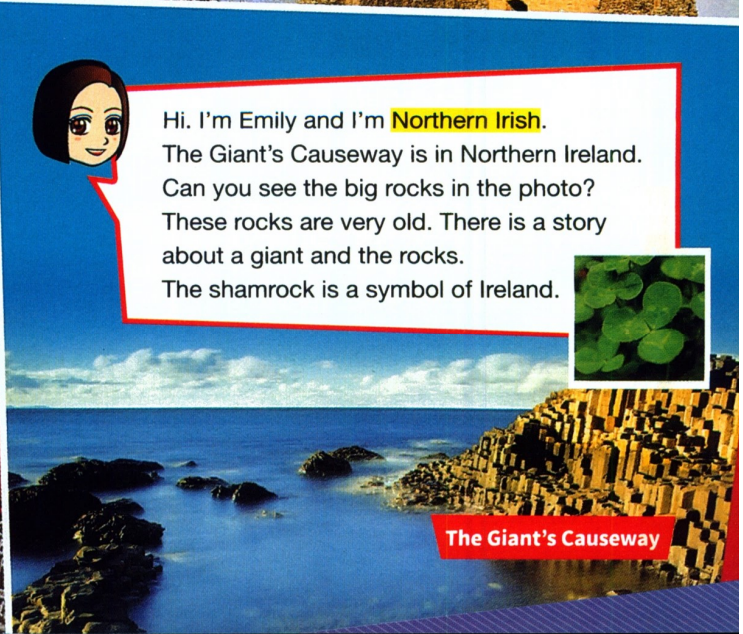 Hi. I'm Emily and I'm Northern Irish.
The Giant's Causeway is in Northern Ireland.
Can you see the big rocks in the photo?
These rocks are very old. There is a story
about a giant and the rocks.
The shamrock is a symbol of Ireland.
The Giant's Causeway